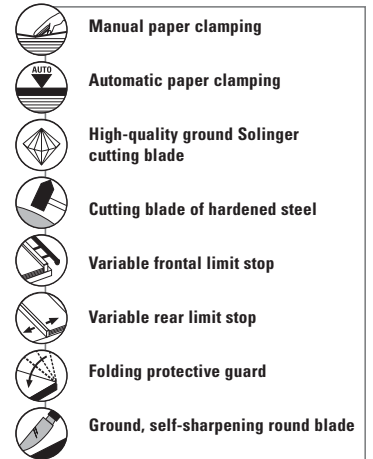 Manual paper clamping
AUTO
Automatic paper clamping
High-quality ground Solinger
cutting blade
Cutting blade of hardened steel
Variable frontal limit stop
Variable rear limit stop
Folding protective guard
Ground, self-sharpening round blade